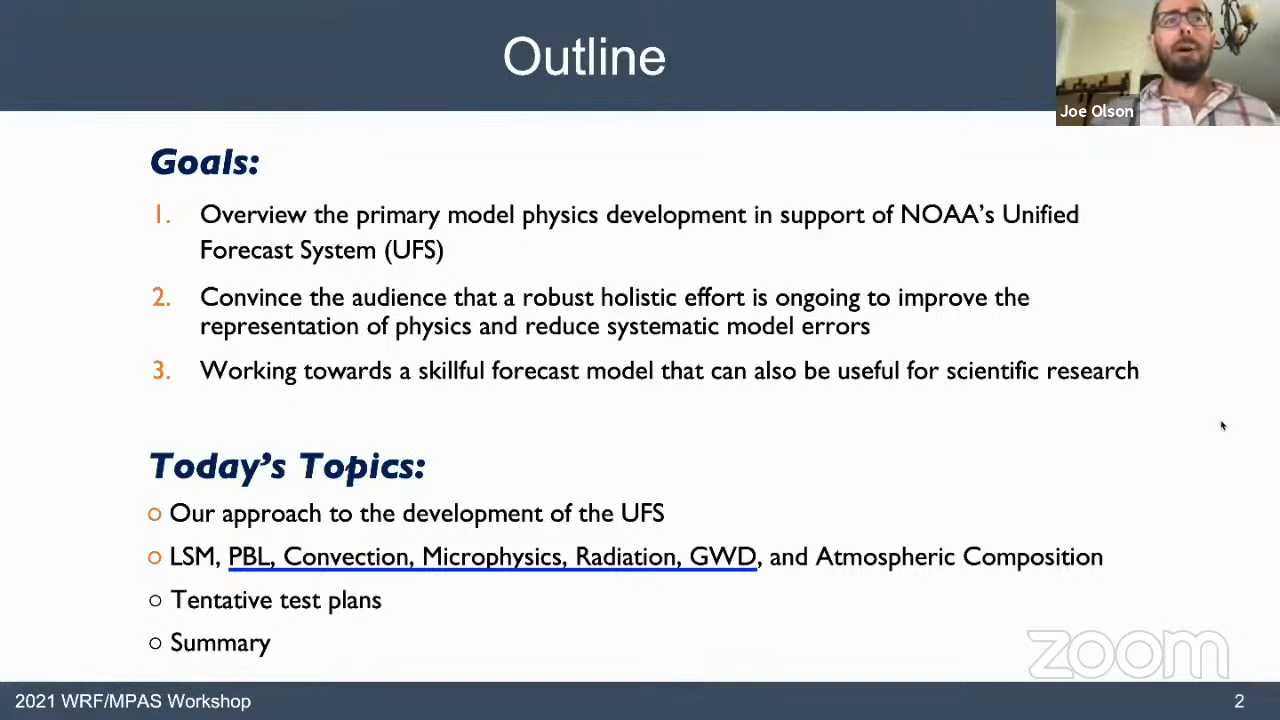 Outline
Joe Olson
Goals:
1. Overview the primary model physics development in support of NOAA's Unified
Forecast System (UFS)
2. Convince the audience that a robust holistic effort is ongoing to improve the
representation of physics and reduce systematic model errors
3. Working towards a skillful forecast model that can also be useful for scientific research
Today's Topics:
Our approach to the development of the UFS
LSM, PBL, Convection, Microphysics, Radiation, GWD, and Atmospheric Composition
Tentative test plans
Summary
zoom
2021 WRF/MPAS Workshop
2